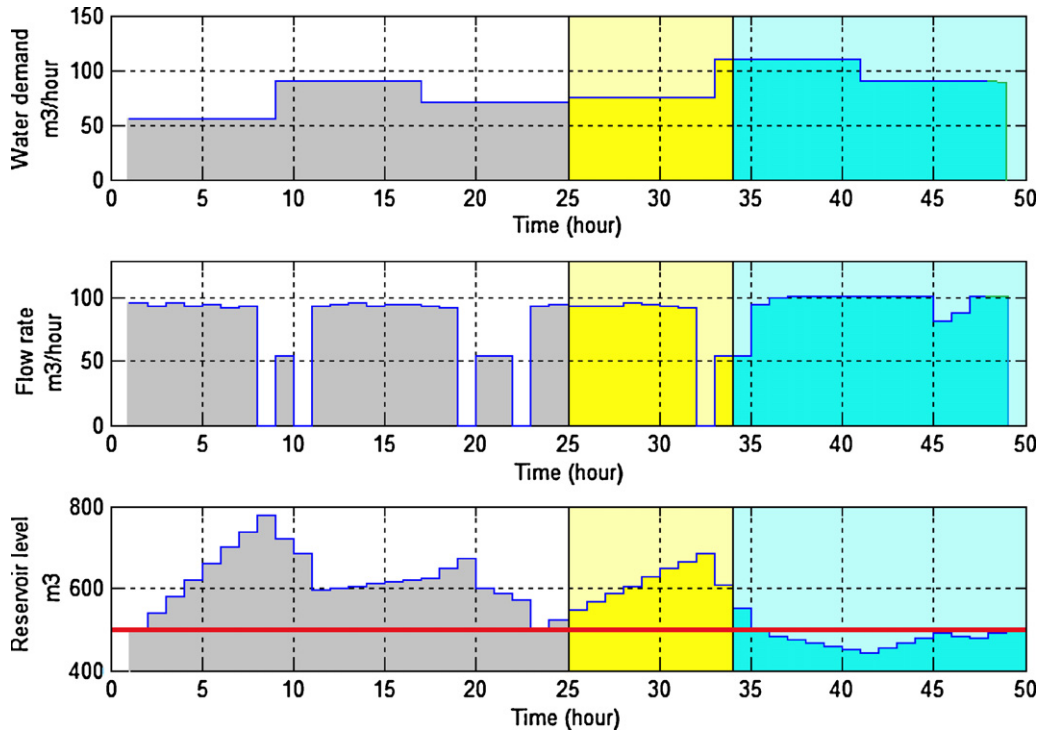 Water demand
m3/hour
150
100
50
0
0 5 10 15 20 25 30 35 40 45 50
Time (hour)
Flow rate
m3/hour
100
50
0
0 5 10 15 20 25 30 35 40 45 50
Time (hour)
Reservoir level
m3
800
600
400
0 5 10 15 20 25 30 35 40 45 50
Time (hour)